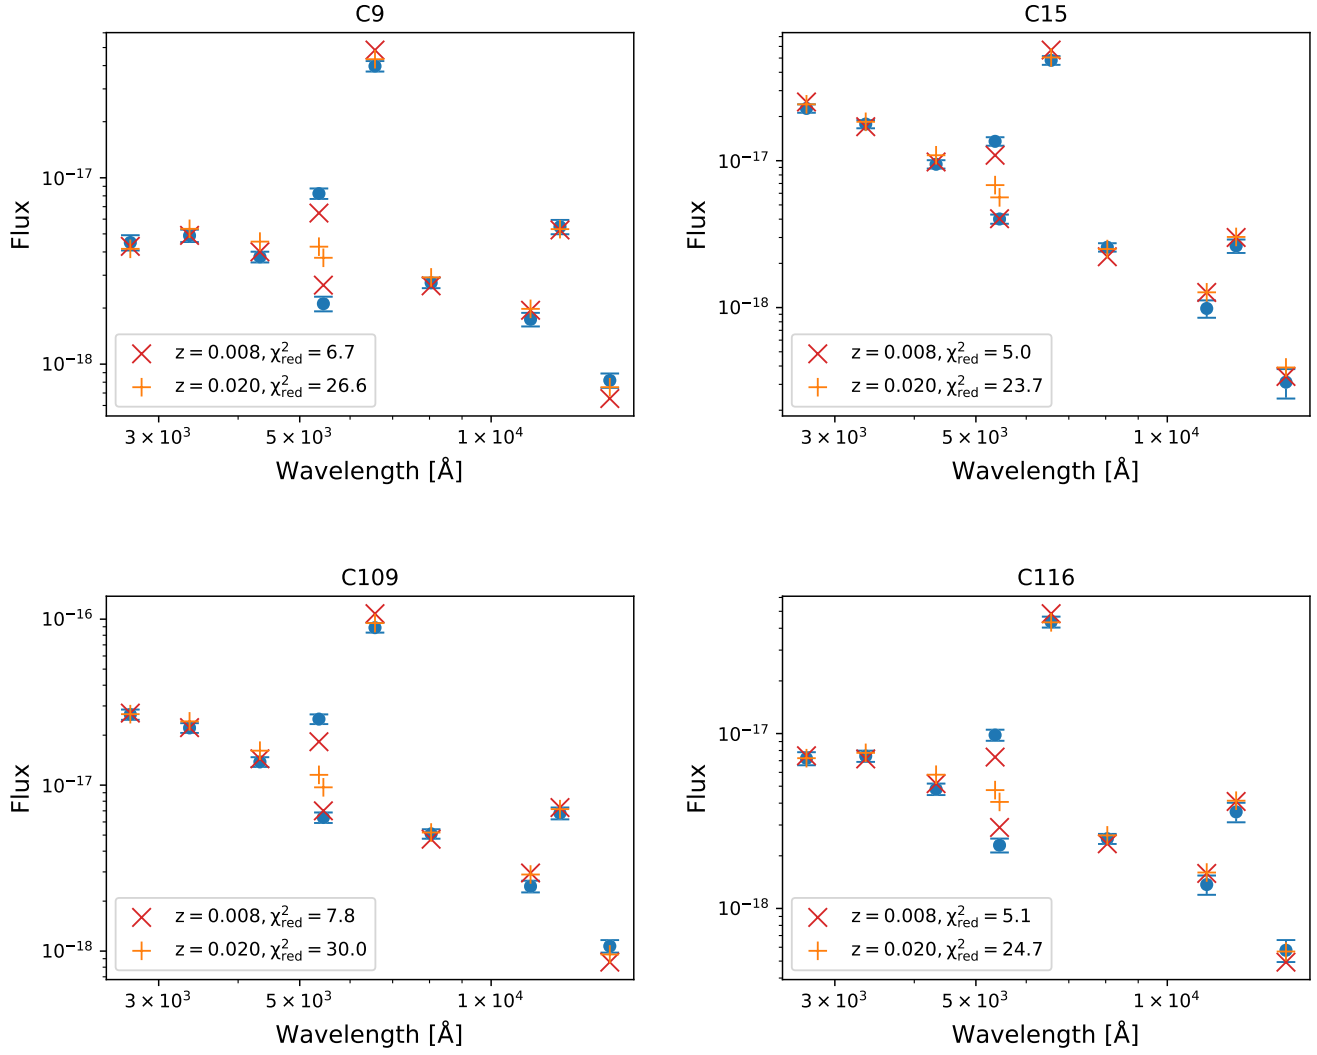 C9
Flux
10⁻¹⁷
10⁻¹⁸
z = 0.008, χ²red = 6.7
z = 0.020, χ²red = 26.6
3 × 10³ 5 × 10³ 1 × 10⁴
Wavelength [Å]
C15
Flux
10⁻¹⁷
10⁻¹⁸
z = 0.008, χ²red = 5.0
z = 0.020, χ²red = 23.7
3 × 10³ 5 × 10³ 1 × 10⁴
Wavelength [Å]
C109
Flux
10⁻¹⁶
10⁻¹⁷
10⁻¹⁸
z = 0.008, χ²red = 7.8
z = 0.020, χ²red = 30.0
3 × 10³ 5 × 10³ 1 × 10⁴
Wavelength [Å]
C116
Flux
10⁻¹⁷
10⁻¹⁸
z = 0.008, χ²red = 5.1
z = 0.020, χ²red = 24.7
3 × 10³ 5 × 10³ 1 × 10⁴
Wavelength [Å]